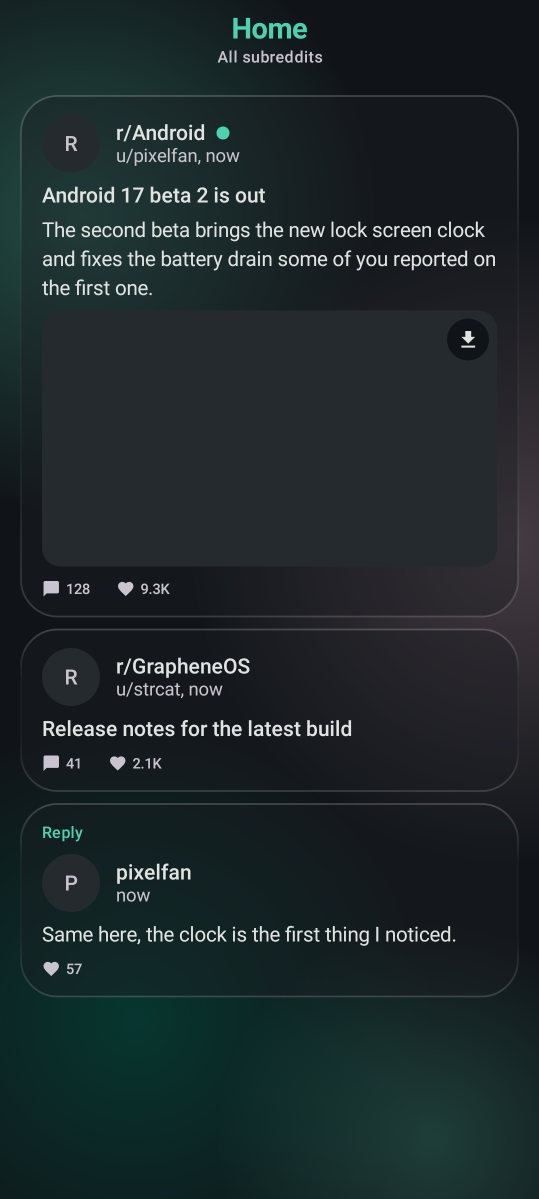 Home
All subreddits
R
r/Android
u/pixelfan, now
Android 17 beta 2 is out
The second beta brings the new lock screen clock
and fixes the battery drain some of you reported on
the first one.
128
9.3K
R
r/GrapheneOS
u/strcat, now
Release notes for the latest build
41
2.1K
Reply
P
pixelfan
now
Same here, the clock is the first thing I noticed.
57